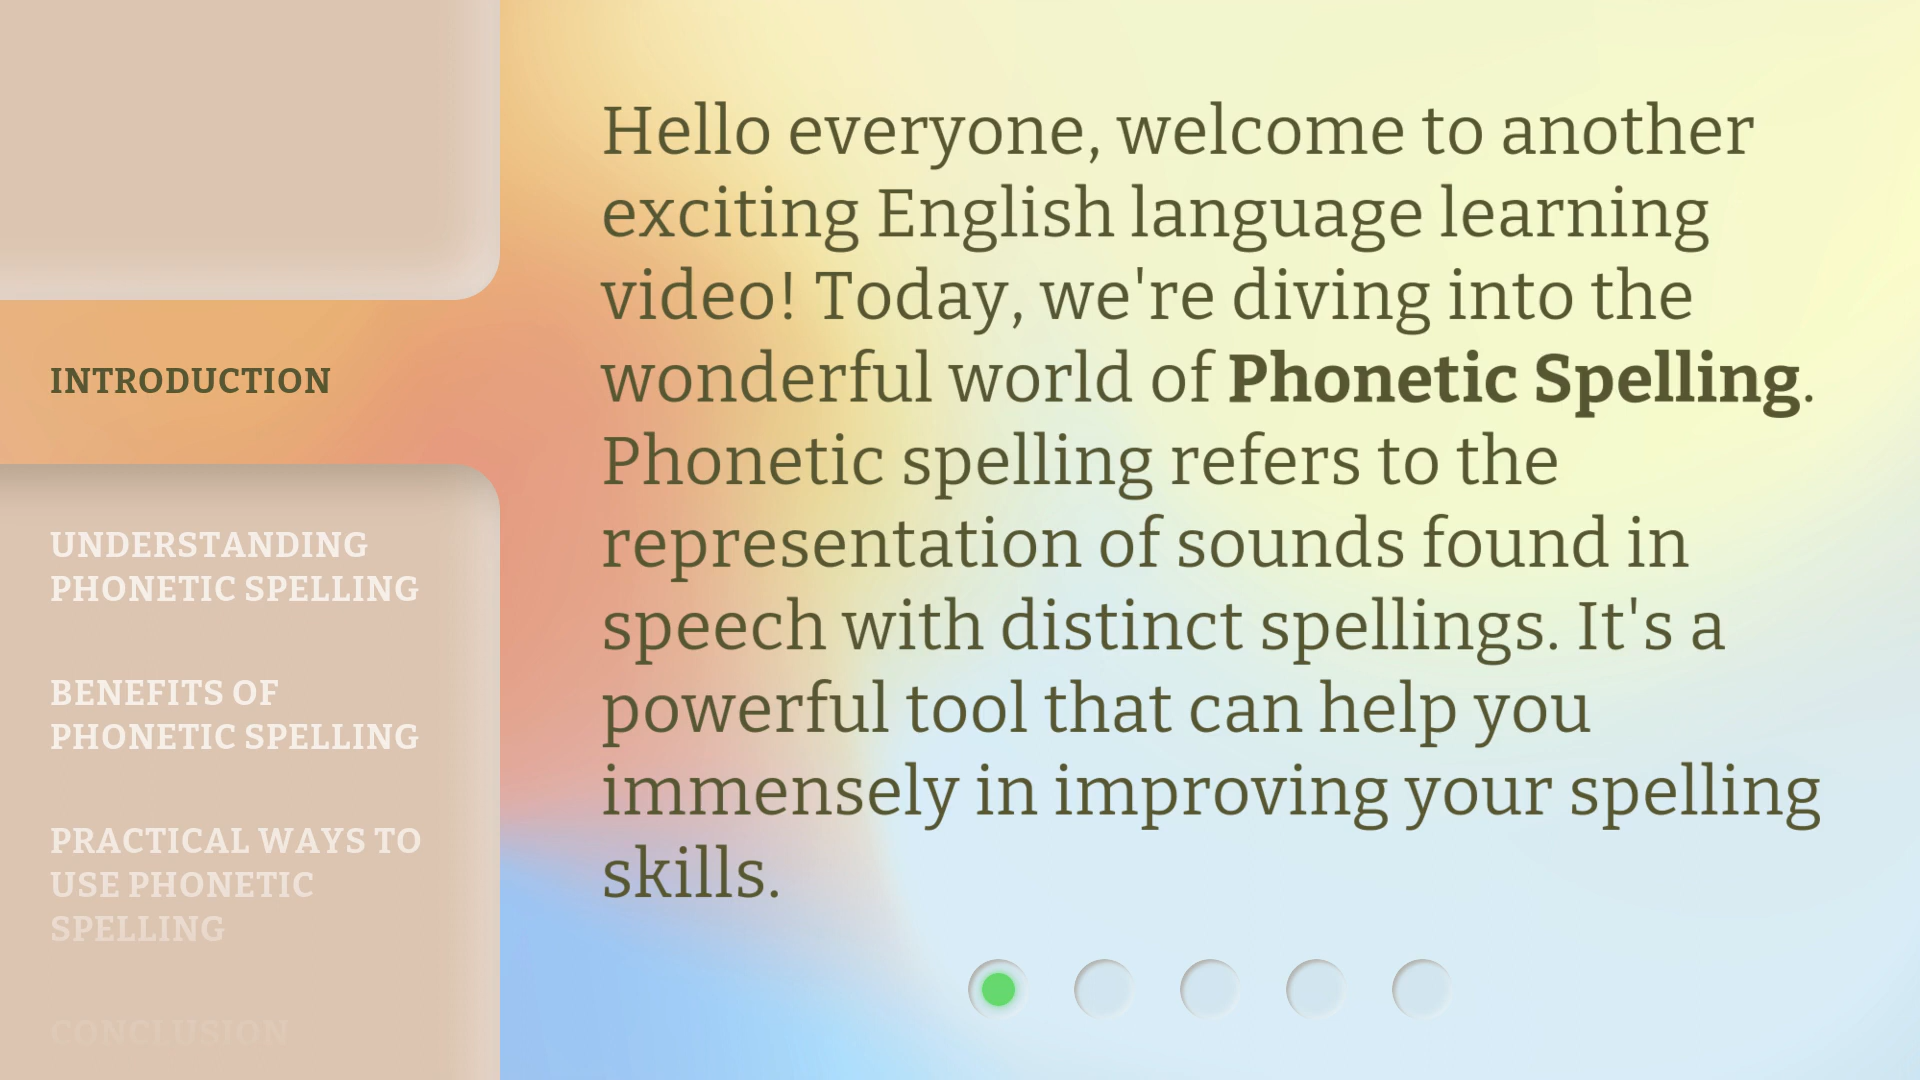 INTRODUCTION
UNDERSTANDING
PHONETIC SPELLING
BENEFITS OF
PHONETIC SPELLING
PRACTICAL WAYS TO
USE PHONETIC
SPELLING
CONCLUSION
Hello everyone, welcome to another
exciting English language learning
video! Today, we're diving into the
wonderful world of Phonetic Spelling.
Phonetic spelling refers to the
representation of sounds found in
speech with distinct spellings. It's a
powerful tool that can help you
immensely in improving your spelling
skills.